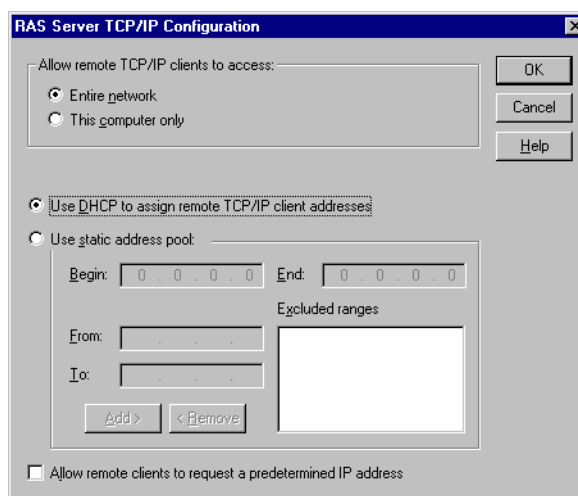 RAS Server TCP/IP Configuration
Allow remote TCP/IP clients to access:
Entire network
This computer only
OK
Cancel
Help
Use DHCP to assign remote TCP/IP client addresses
Use static address pool:
Begin: 0 . 0 . 0 . 0 End: 0 . 0 . 0 . 0
Excluded ranges
From: . . .
To: . . .
Add > < Remove
Allow remote clients to request a predetermined IP address